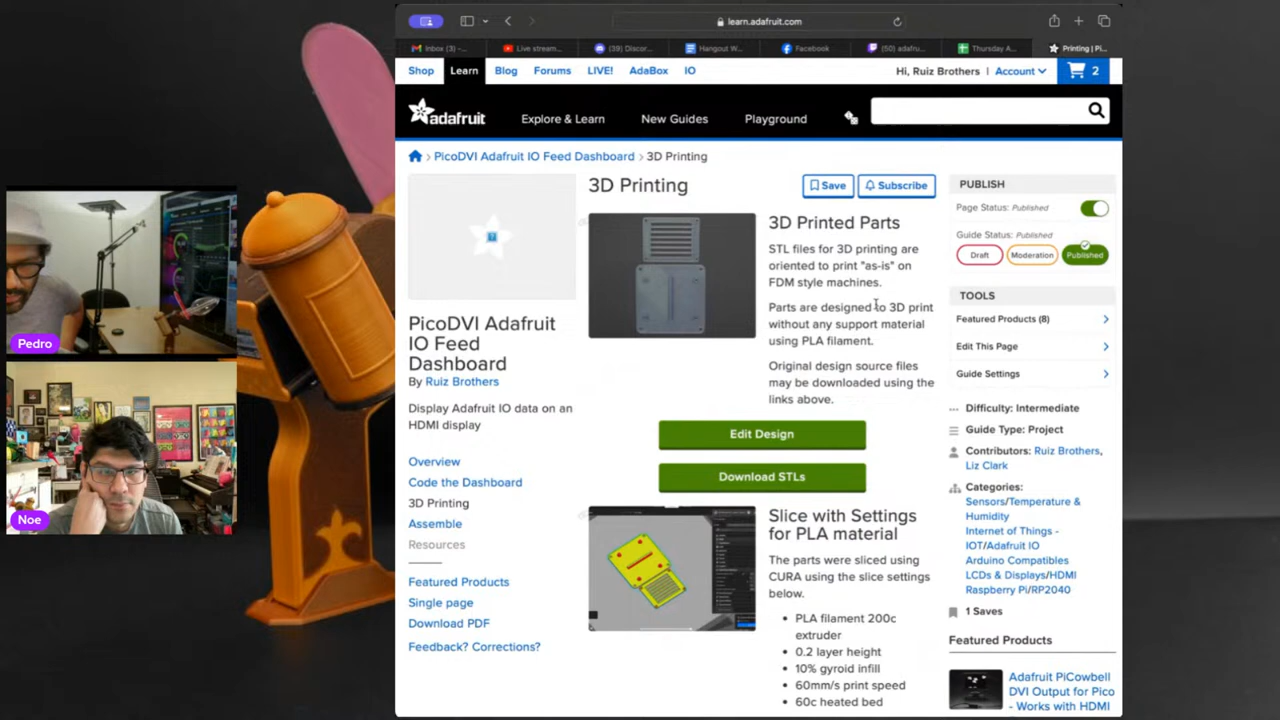 learn.adafruit.com
Inbox (3) –...
Live stream...
(39) Discor...
Hangout W...
Facebook
(50) adafru...
Thursday A...
Printing | Pi...
Shop
Learn
Blog
Forums
LIVE!
AdaBox
IO
Hi, Ruiz Brothers | Account
2
adafruit
Explore & Learn
New Guides
Playground
PicoDVI Adafruit IO Feed Dashboard > 3D Printing
PicoDVI Adafruit
IO Feed
Dashboard
By Ruiz Brothers
Display Adafruit IO data on an
HDMI display
Overview
Code the Dashboard
3D Printing
Assemble
Resources
Featured Products
Single page
Download PDF
Feedback? Corrections?
3D Printing
Save
Subscribe
3D Printed Parts
STL files for 3D printing are
oriented to print "as-is" on
FDM style machines.
Parts are designed to 3D print
without any support material
using PLA filament.
Original design source files
may be downloaded using the
links above.
Edit Design
Download STLs
Slice with Settings
for PLA material
The parts were sliced using
CURA using the slice settings
below.
PLA filament 200c
extruder
0.2 layer height
10% gyroid infill
60mm/s print speed
60c heated bed
PUBLISH
Page Status: Published
Guide Status: Published
Draft
Moderation
Published
TOOLS
Featured Products (8)
Edit This Page
Guide Settings
Difficulty: Intermediate
Guide Type: Project
Contributors: Ruiz Brothers,
Liz Clark
Categories:
Sensors/Temperature &
Humidity
Internet of Things -
IOT/Adafruit IO
Arduino Compatibles
LCDs & Displays/HDMI
Raspberry Pi/RP2040
1 Saves
Featured Products
Adafruit PiCowbell
DVI Output for Pico
- Works with HDMI
Pedro
Noe